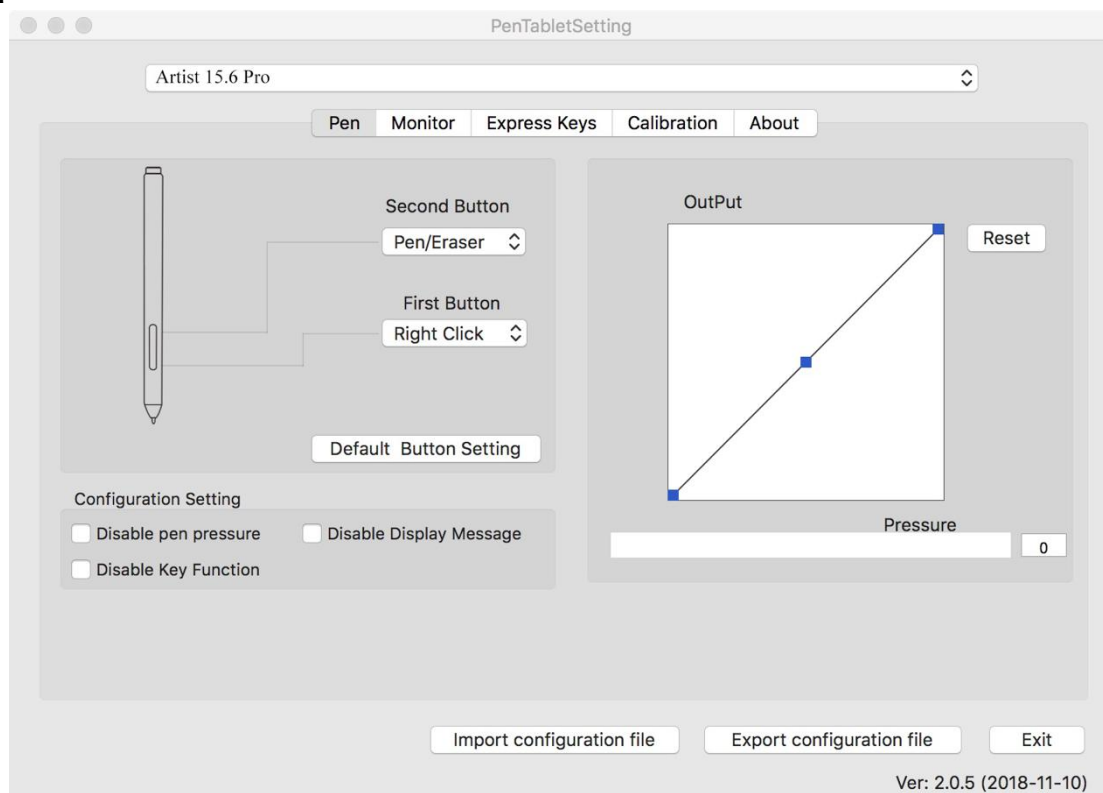 PenTabletSetting
Artist 15.6 Pro
Pen Monitor Express Keys Calibration About
Second Button
Pen/Eraser
First Button
Right Click
Default Button Setting
OutPut
Reset
Pressure
0
Configuration Setting
Disable pen pressure Disable Display Message
Disable Key Function
Import configuration file Export configuration file Exit
Ver: 2.0.5 (2018-11-10)